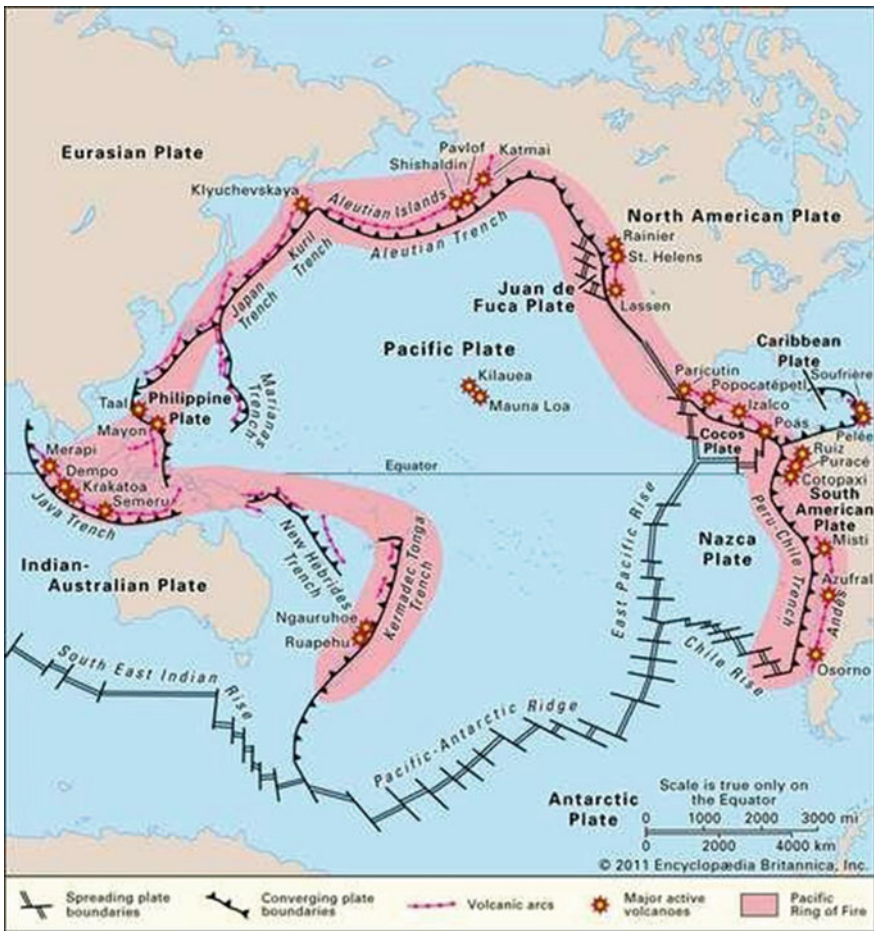 Eurasian Plate
Pavlof
Katmai
Shishaldin
Klyuchevskaya
Aleutian Islands
Aleutian Trench
Kuril
Trench
Japan
Trench
North American Plate
Rainier
St. Helens
Juan de
Fuca Plate
Lassen
Pacific Plate
Kilauea
Mauna Loa
Caribbean
Plate
Soufrière
Paricutin
Popocatépetl
Izalco
Poás
Pelée
Cocos
Plate
Taal
Philippine
Plate
Mayon
Marianas
Trench
Merapi
Dempo
Krakatoa
Semeru
Java Trench
Equator
Ruiz
Puracé
Cotopaxi
South
American
Plate
Misti
Azufral
Andes
Osorno
Peru-Chile Trench
Nazca
Plate
East Pacific Rise
Chile Rise
Indian-
Australian Plate
New Hebrides
Trench
Kermadec Tonga
Trench
Ngauruhoe
Ruapehu
South East Indian
Rise
Pacific-Antarctic Ridge
Antarctic
Plate
Scale is true only on
the Equator
0 1000 2000 3000 mi
0 2000 4000 km
© 2011 Encyclopædia Britannica, Inc.
Spreading plate
boundaries
Converging plate
boundaries
Volcanic arcs
Major active
volcanoes
Pacific
Ring of Fire